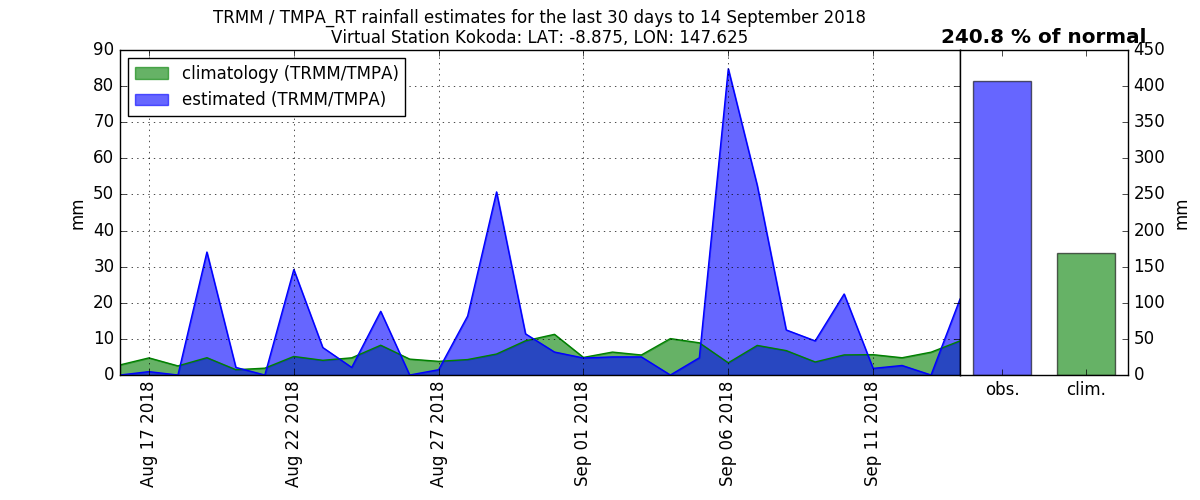 TRMM / TMPA_RT rainfall estimates for the last 30 days to 14 September 2018
Virtual Station Kokoda: LAT: -8.875, LON: 147.625
240.8 % of normal
climatology (TRMM/TMPA)
estimated (TRMM/TMPA)
90
80
70
60
50
40
30
20
10
0
mm
Aug 17 2018
Aug 22 2018
Aug 27 2018
Sep 01 2018
Sep 06 2018
Sep 11 2018
450
400
350
300
250
200
150
100
50
0
mm
obs.
clim.